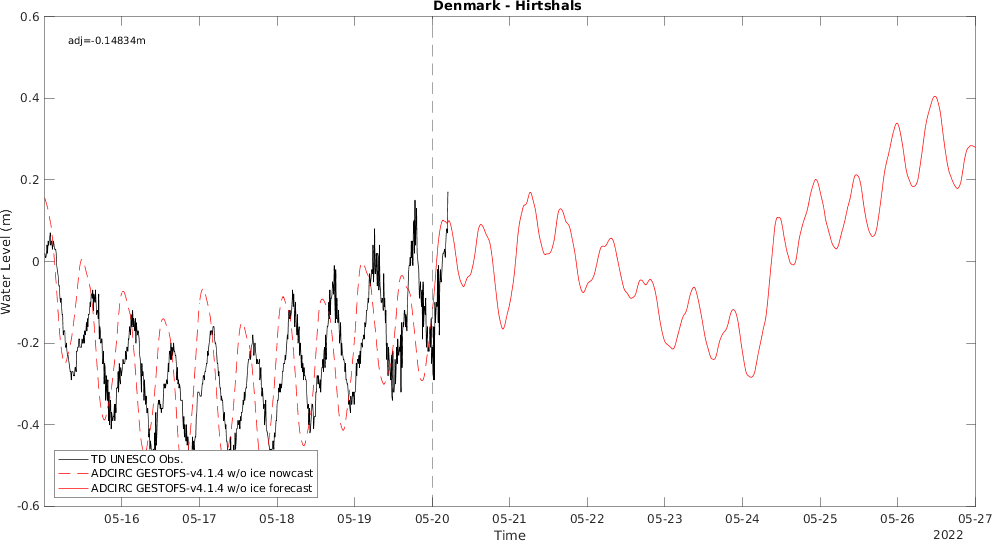 Denmark - Hirtshals
adj=-0.14834m
0.6
0.4
0.2
0
-0.2
-0.4
-0.6
Water Level (m)
TD UNESCO Obs.
ADCIRC GESTOFS-v4.1.4 w/o ice nowcast
ADCIRC GESTOFS-v4.1.4 w/o ice forecast
05-16 05-17 05-18 05-19 05-20 05-21 05-22 05-23 05-24 05-25 05-26 05-27
Time
2022